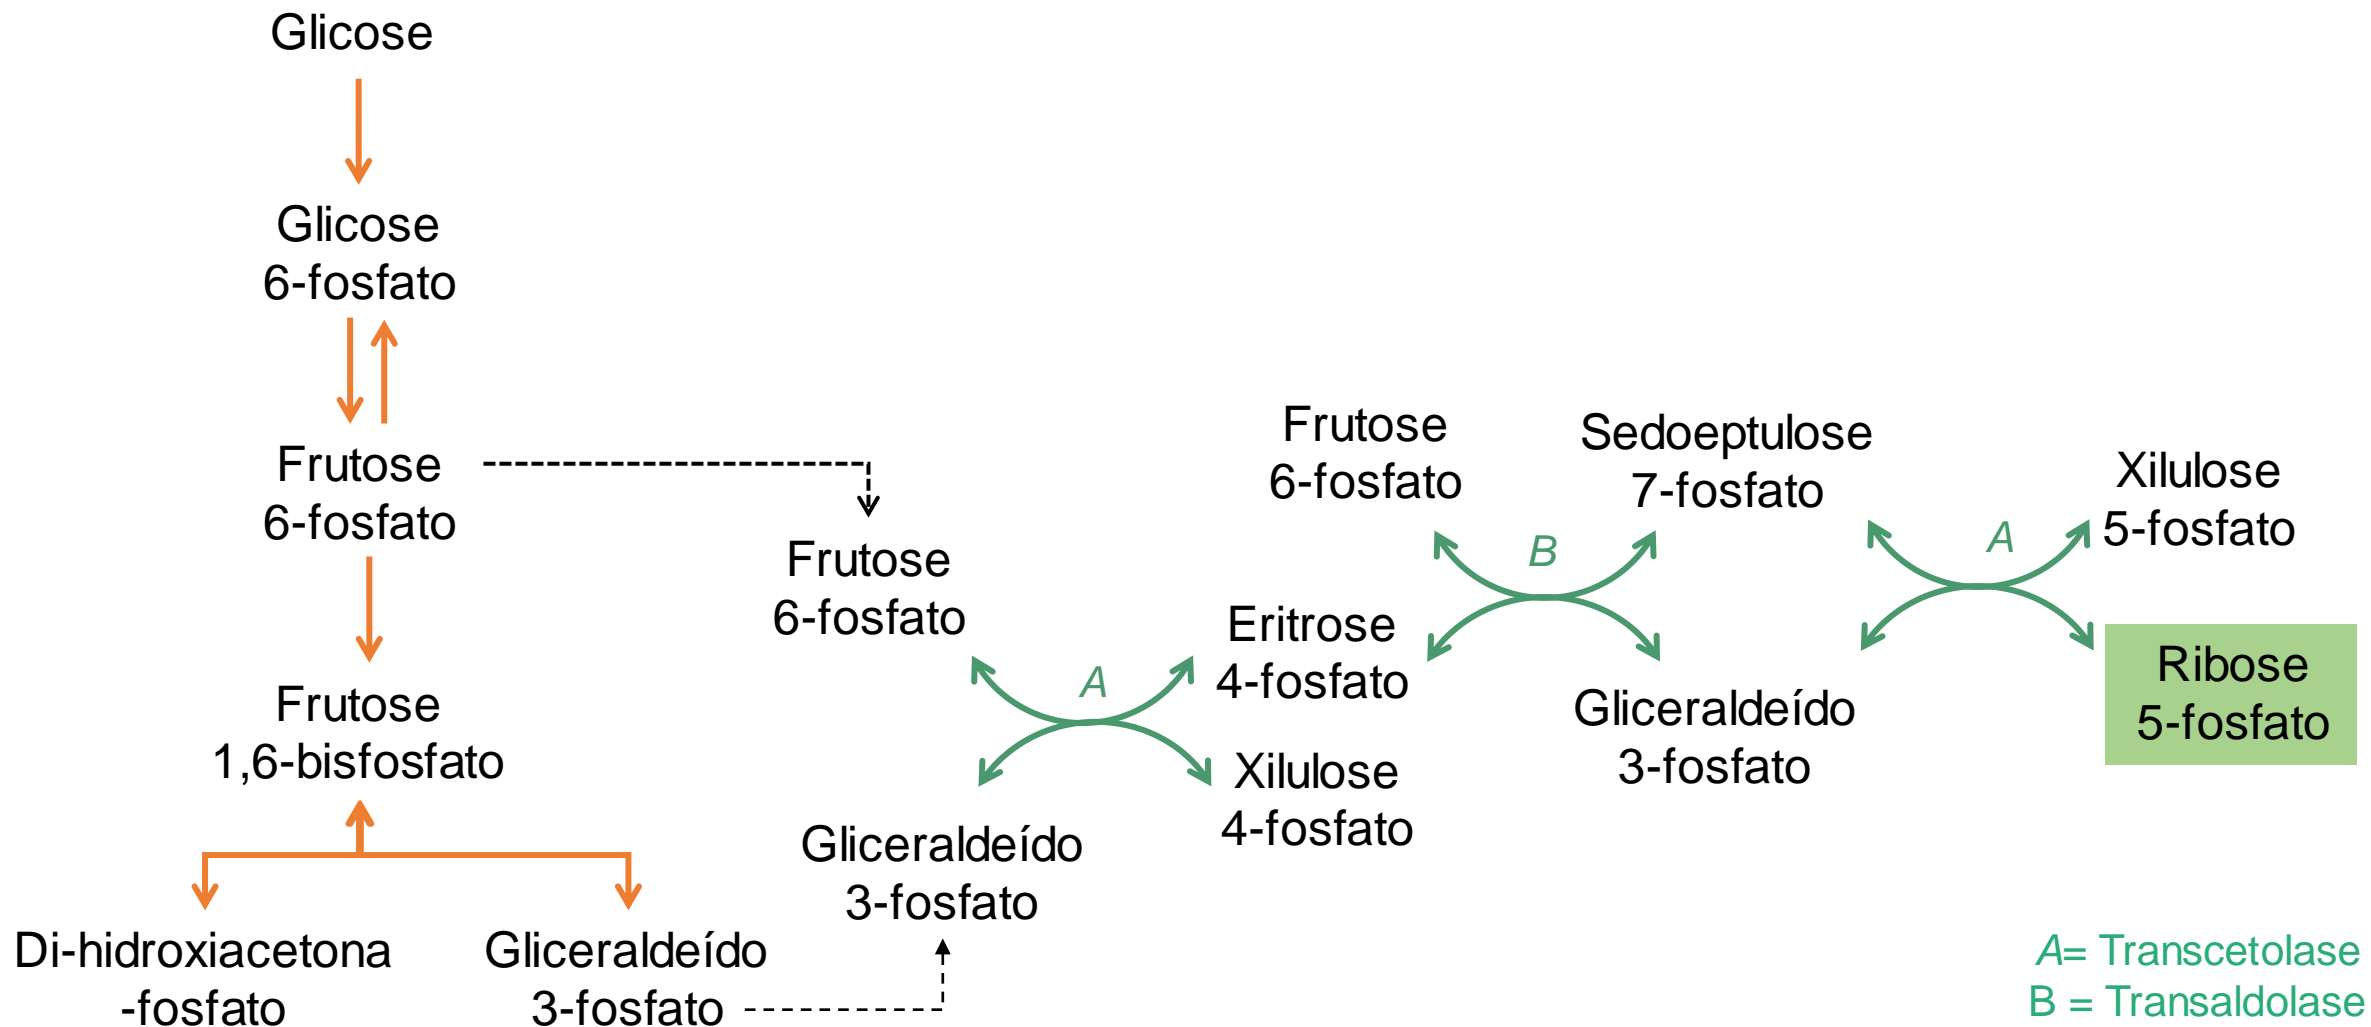 Glicose
Glicose
6-fosfato
Frutose
6-fosfato
Frutose
1,6-bisfosfato
Di-hidroxiacetona
-fosfato
Gliceraldeído
3-fosfato
Frutose
6-fosfato
Gliceraldeído
3-fosfato
A
Eritrose
4-fosfato
Xilulose
4-fosfato
Frutose
6-fosfato
B
Sedoeptulose
7-fosfato
Gliceraldeído
3-fosfato
A
Xilulose
5-fosfato
Ribose
5-fosfato
A= Transcetolase
B = Transaldolase